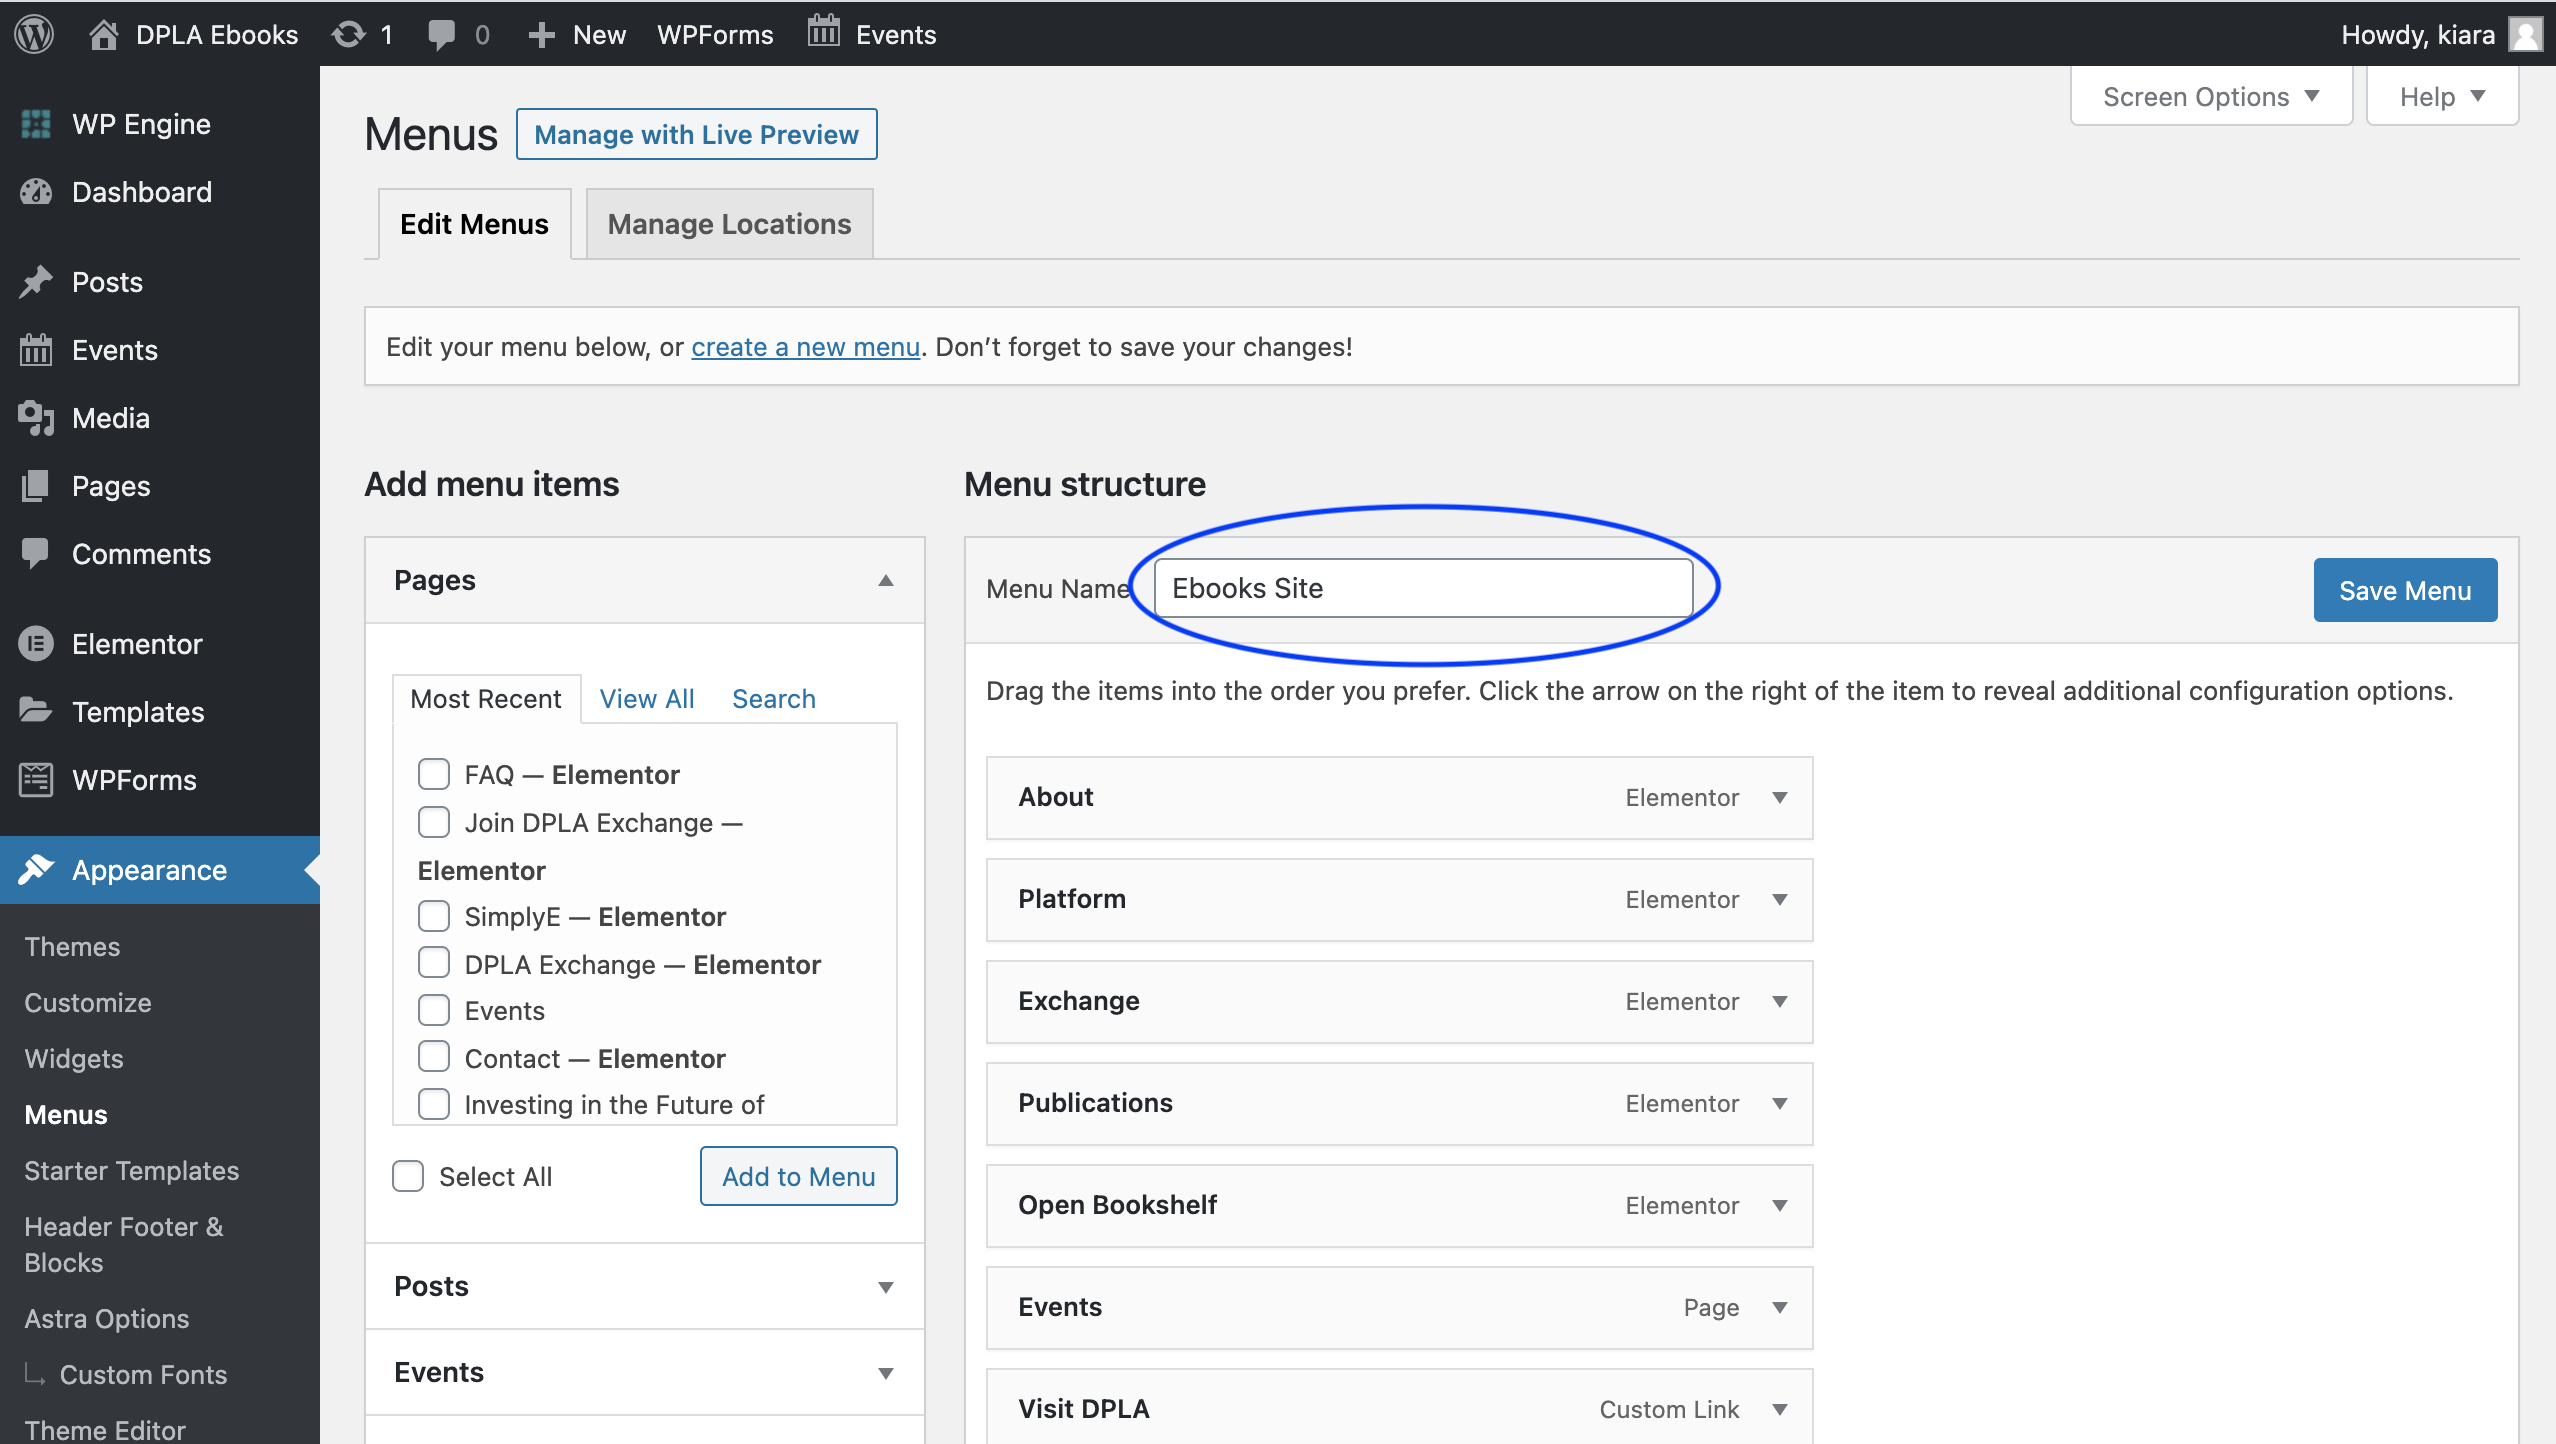 DPLA Ebooks 1 0 New WPForms Events Howdy, kiara
WP Engine
Dashboard
Posts
Events
Media
Pages
Comments
Elementor
Templates
WPForms
Appearance
Themes
Customize
Widgets
Menus
Starter Templates
Header Footer &
Blocks
Astra Options
Custom Fonts
Theme Editor
Screen Options Help
Menus Manage with Live Preview
Edit Menus Manage Locations
Edit your menu below, or create a new menu. Don’t forget to save your changes!
Add menu items
Pages
Most Recent View All Search
FAQ — Elementor
Join DPLA Exchange —
Elementor
SimplyE — Elementor
DPLA Exchange — Elementor
Events
Contact — Elementor
Investing in the Future of
Select All Add to Menu
Posts
Events
Menu structure
Menu Name Ebooks Site Save Menu
Drag the items into the order you prefer. Click the arrow on the right of the item to reveal additional configuration options.
About Elementor
Platform Elementor
Exchange Elementor
Publications Elementor
Open Bookshelf Elementor
Events Page
Visit DPLA Custom Link